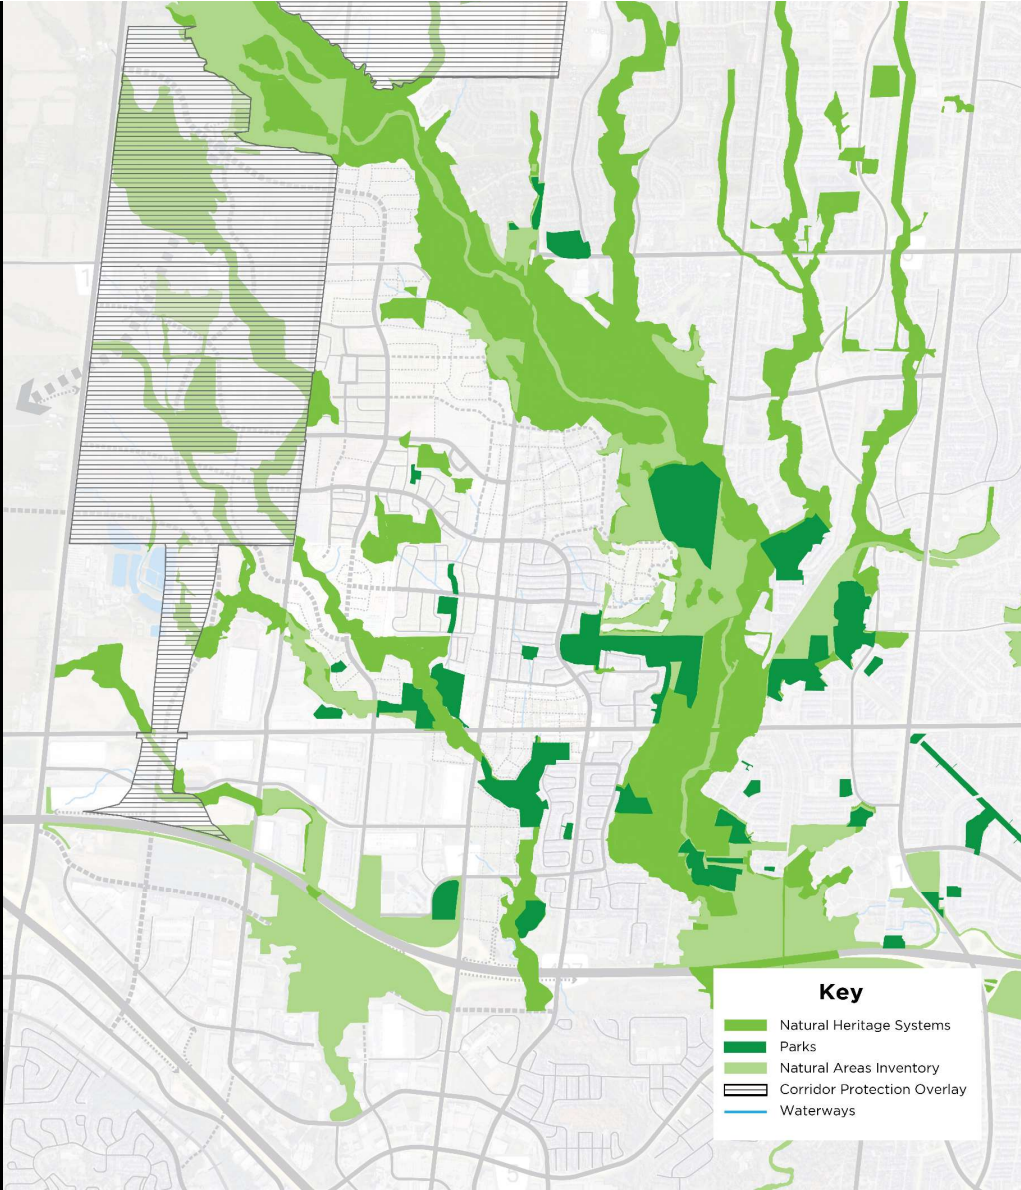 Key
Natural Heritage Systems
Parks
Natural Areas Inventory
Corridor Protection Overlay
Waterways